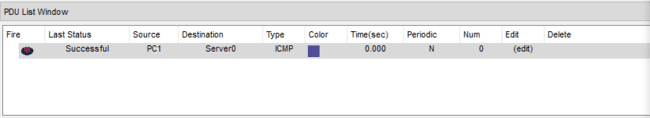 PDU List Window
Fire Last Status Source Destination Type Color Time(sec) Periodic Num Edit Delete
Successful PC1 Server0 ICMP 0.000 N 0 (edit)